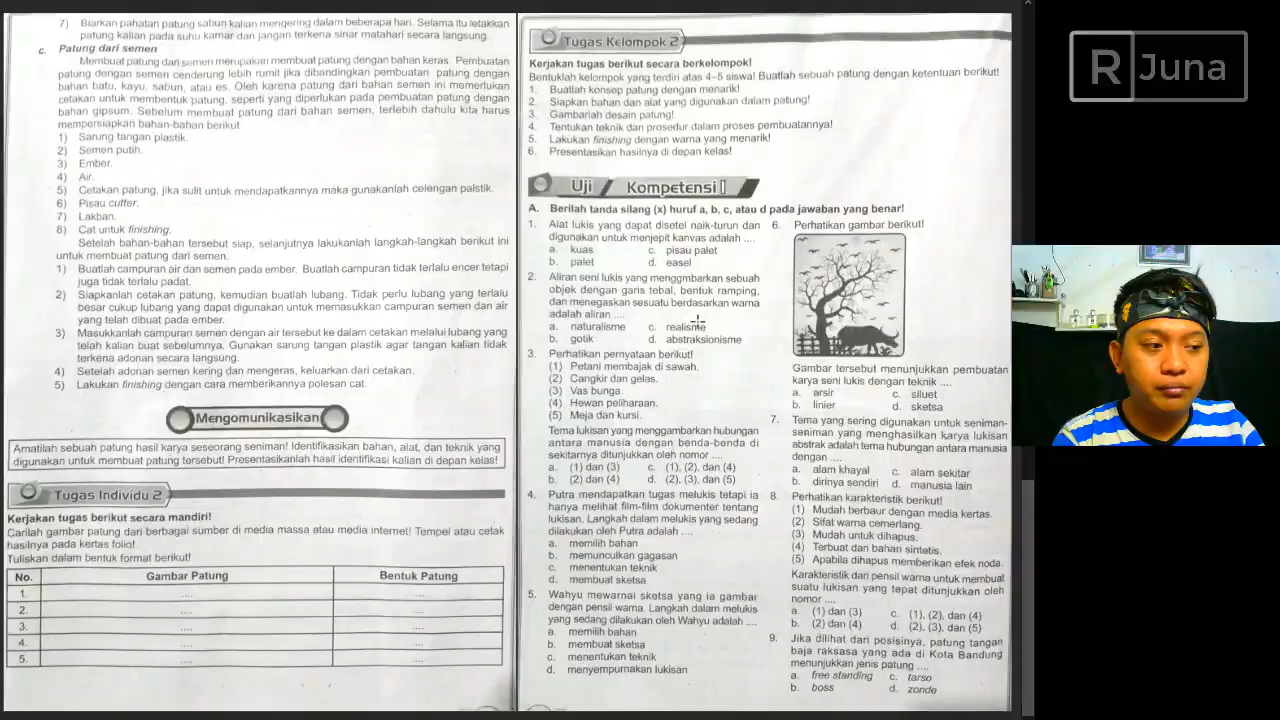 7) Biarkan pahatan patung sabun kalian mengering dalam beberapa hari. Selama itu letakkan
patung kalian pada suhu kamar dan jangan terkena sinar matahari secara langsung.
c. Patung dari semen
Membuat patung dari semen merupakan membuat patung dengan bahan keras. Pembuatan
patung dengan semen cenderung lebih rumit jika dibandingkan pembuatan patung dengan
bahan batu, kayu, sabun, atau es. Oleh karena patung dari bahan semen ini memerlukan
cetakan untuk membentuk patung, seperti yang diperlukan pada pembuatan patung dengan
bahan gipsum. Sebelum membuat patung dari bahan semen, terlebih dahulu kita harus
mempersiapkan bahan-bahan berikut
1) Sarung tangan plastik.
2) Semen putih.
3) Ember.
4) Air.
5) Cetakan patung, jika sulit untuk mendapatkannya maka gunakanlah celengan palstik.
6) Pisau cutter.
7) Lakban.
8) Cat untuk finishing.
Setelah bahan-bahan tersebut siap, selanjutnya lakukanlah langkah-langkah berikut ini
untuk membuat patung dari semen.
1) Buatlah campuran air dan semen pada ember. Buatlah campuran tidak terlalu encer tetapi
juga tidak terlalu padat.
2) Siapkanlah cetakan patung, kemudian buatlah lubang. Tidak perlu lubang yang terlalu
besar cukup lubang yang dapat digunakan untuk memasukkan campuran semen dan air
yang telah dibuat pada ember.
3) Masukkanlah campuran semen dengan air tersebut ke dalam cetakan melalui lubang yang
telah kalian buat sebelumnya. Gunakan sarung tangan plastik agar tangan kalian tidak
terkena adonan secara langsung.
4) Setelah adonan semen kering dan mengeras, keluarkan dari cetakan.
5) Lakukan finishing dengan cara memberikannya polesan cat.
Mengomunikasikan
Amatilah sebuah patung hasil karya seseorang seniman! Identifikasikan bahan, alat, dan teknik yang
digunakan untuk membuat patung tersebut! Presentasikanlah hasil identifikasi kalian di depan kelas!
Tugas Individu 2
Kerjakan tugas berikut secara mandiri!
Carilah gambar patung dari berbagai sumber di media massa atau media internet! Tempel atau cetak
hasilnya pada kertas folio!
Tuliskan dalam bentuk format berikut!
No. Gambar Patung Bentuk Patung
1. .... ....
2. .... ....
3. .... ....
4. .... ....
5. .... ....
Tugas Kelompok 2
Kerjakan tugas berikut secara berkelompok!
Bentuklah kelompok yang terdiri atas 4–5 siswa! Buatlah sebuah patung dengan ketentuan berikut!
1. Buatlah konsep patung dengan menarik!
2. Siapkan bahan dan alat yang digunakan dalam patung!
3. Gambarlah desain patung!
4. Tentukan teknik dan prosedur dalam proses pembuatannya!
5. Lakukan finishing dengan warna yang menarik!
6. Presentasikan hasilnya di depan kelas!
Uji Kompetensi 1
A. Berilah tanda silang (x) huruf a, b, c, atau d pada jawaban yang benar!
1. Alat lukis yang dapat disetel naik-turun dan
digunakan untuk menjepit kanvas adalah ....
a. kuas c. pisau palet
b. palet d. easel
2. Aliran seni lukis yang menggmbarkan sebuah
objek dengan garis tebal, bentuk ramping,
dan menegaskan sesuatu berdasarkan warna
adalah aliran ....
a. naturalisme c. realisme
b. gotik d. abstraksionisme
3. Perhatikan pernyataan berikut!
(1) Petani membajak di sawah.
(2) Cangkir dan gelas.
(3) Vas bunga.
(4) Hewan peliharaan.
(5) Meja dan kursi.
Tema lukisan yang menggambarkan hubungan
antara manusia dengan benda-benda di
sekitarnya ditunjukkan oleh nomor ....
a. (1) dan (3) c. (1), (2), dan (4)
b. (2) dan (4) d. (2), (3), dan (5)
4. Putra mendapatkan tugas melukis tetapi ia
hanya melihat film-film dokumenter tentang
lukisan. Langkah dalam melukis yang sedang
dilakukan oleh Putra adalah ....
a. memilih bahan
b. memunculkan gagasan
c. menentukan teknik
d. membuat sketsa
5. Wahyu mewarnai sketsa yang ia gambar
dengan pensil warna. Langkah dalam melukis
yang sedang dilakukan oleh Wahyu adalah ....
a. memilih bahan
b. membuat sketsa
c. menentukan teknik
d. menyempurnakan lukisan
6. Perhatikan gambar berikut!
Gambar tersebut menunjukkan pembuatan
karya seni lukis dengan teknik ....
a. arsir c. siluet
b. linier d. sketsa
7. Tema yang sering digunakan untuk seniman-
seniman yang menghasilkan karya lukisan
abstrak adalah tema hubungan antara manusia
dengan ....
a. alam khayal c. alam sekitar
b. dirinya sendiri d. manusia lain
8. Perhatikan karakteristik berikut!
(1) Mudah berbaur dengan media kertas.
(2) Sifat warna cemerlang.
(3) Mudah untuk dihapus.
(4) Terbuat dari bahan sintetis.
(5) Apabila dihapus memberikan efek noda.
Karakteristik dari pensil warna untuk membuat
suatu lukisan yang tepat ditunjukkan oleh
nomor ....
a. (1) dan (3) c. (1), (2), dan (4)
b. (2) dan (4) d. (2), (3), dan (5)
9. Jika dilihat dari posisinya, patung tangan
baja raksasa yang ada di Kota Bandung
menunjukkan jenis patung ....
a. free standing c. tarso
b. boss d. zonde
R Juna